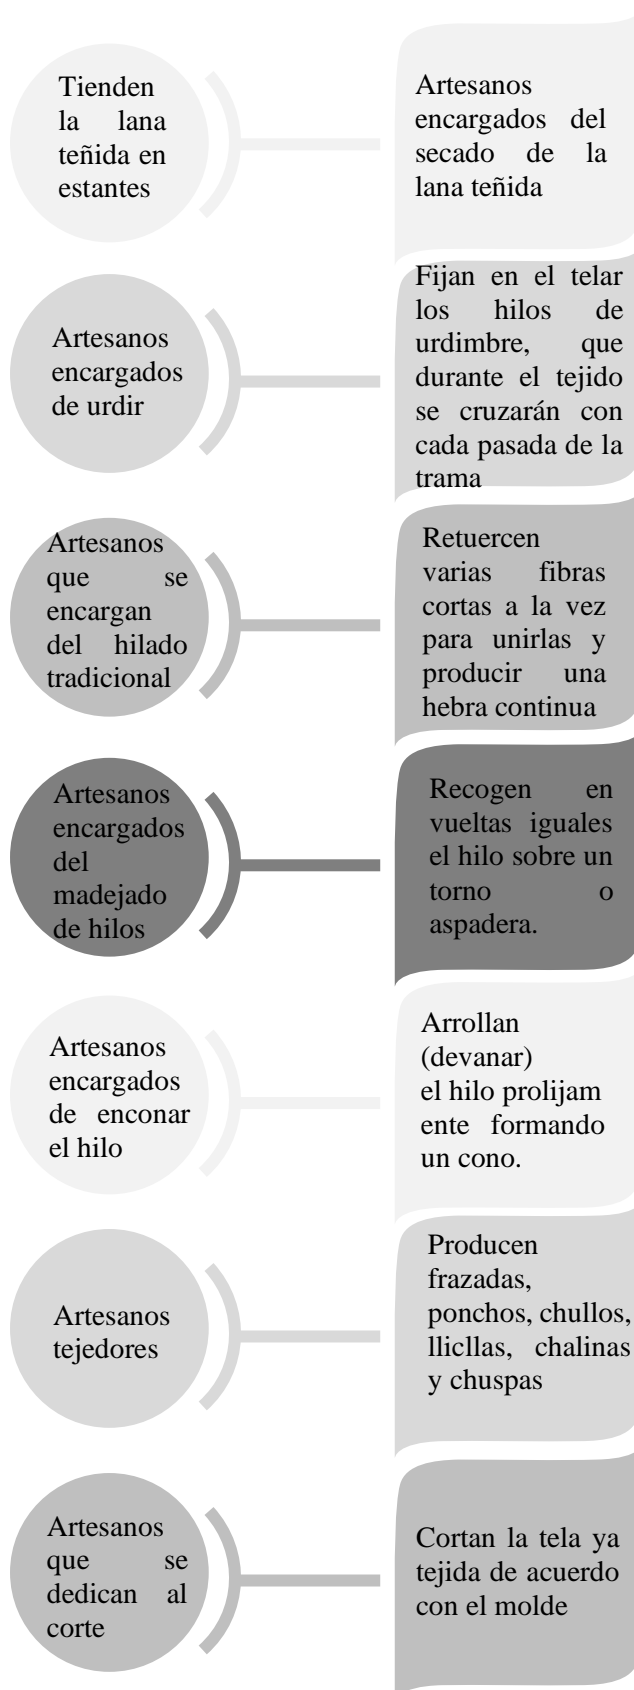 Tienden
la lana
teñida en
estantes
Artesanos
encargados del
secado de la
lana teñida
Artesanos
encargados
de urdir
Fijan en el telar
los hilos de
urdimbre, que
durante el tejido
se cruzarán con
cada pasada de la
trama
Artesanos
que se
encargan
del hilado
tradicional
Retuercen
varias fibras
cortas a la vez
para unirlas y
producir una
hebra continua
Artesanos
encargados
del
madejado
de hilos
Recogen en
vueltas iguales
el hilo sobre un
torno o
aspadera.
Artesanos
encargados
de enconar
el hilo
Arrollan
(devanar)
el hilo prolijam
ente formando
un cono.
Artesanos
tejedores
Producen
frazadas,
ponchos, chullos,
llicllas, chalinas
y chuspas
Artesanos
que se
dedican al
corte
Cortan la tela ya
tejida de acuerdo
con el molde